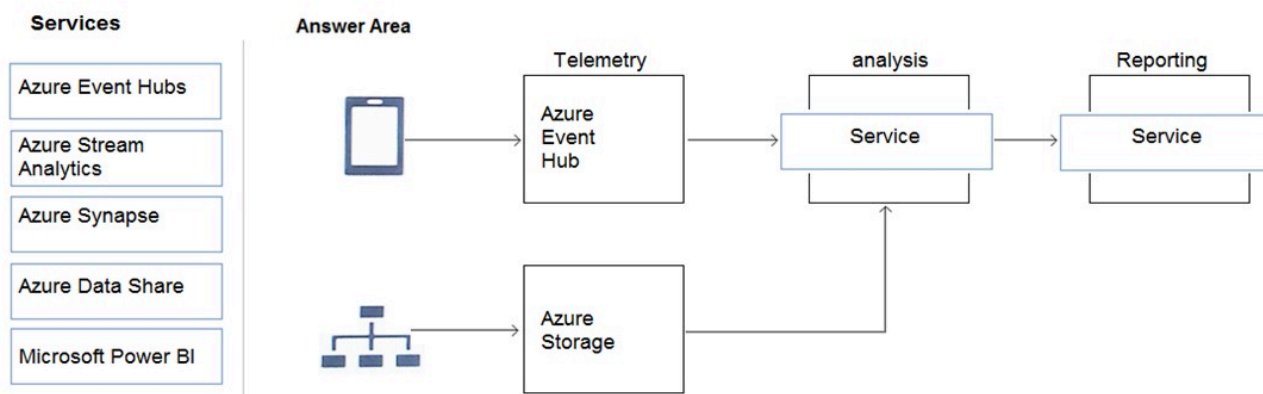 Services
Answer Area
Azure Event Hubs
Azure Stream
Analytics
Azure Synapse
Azure Data Share
Microsoft Power BI
Telemetry
Azure
Event
Hub
analysis
Service
Reporting
Service
Azure
Storage